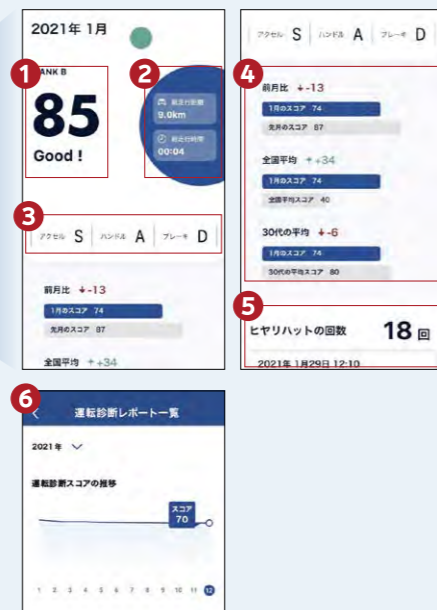 2021年 1月
1
ANK B
85
Good !
2
総走行距離
9.0km
総走行時間
00:04
3
アクセル S ハンドル A ブレーキ D
前月比 -13
1月のスコア 74
先月のスコア 87
全国平均 +34
アクセル S ハンドル A ブレーキ D
4
前月比 -13
1月のスコア 74
先月のスコア 87
全国平均 +34
1月のスコア 74
全国平均スコア 40
30代の平均 -6
1月のスコア 74
30代の平均スコア 80
5
ヒヤリハットの回数 18 回
2021年 1月29日 12:10
6
運転診断レポート一覧
2021年
運転診断スコアの推移
スコア
70
1 2 3 4 5 6 7 8 9 10 11 12